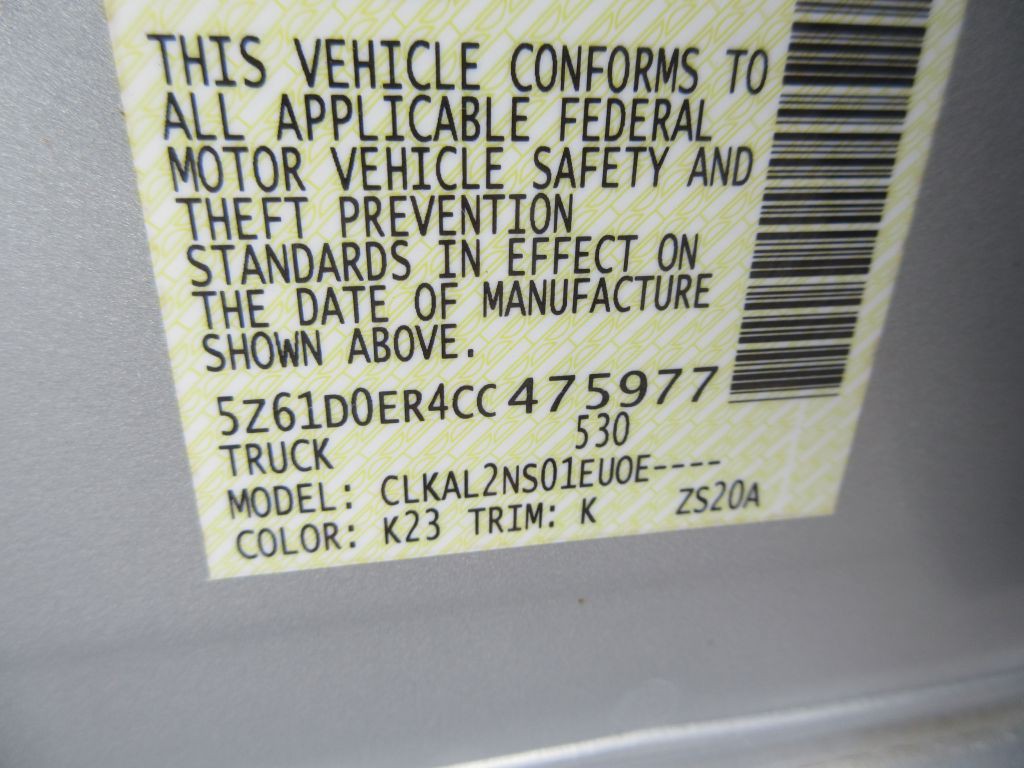 THIS VEHICLE CONFORMS TO
ALL APPLICABLE FEDERAL
MOTOR VEHICLE SAFETY AND
THEFT PREVENTION
STANDARDS IN EFFECT ON
THE DATE OF MANUFACTURE
SHOWN ABOVE.
5Z61D0ER4CC475977
TRUCK 530
MODEL: CLKAL2NS01EUOE----
COLOR: K23 TRIM: K ZS20A